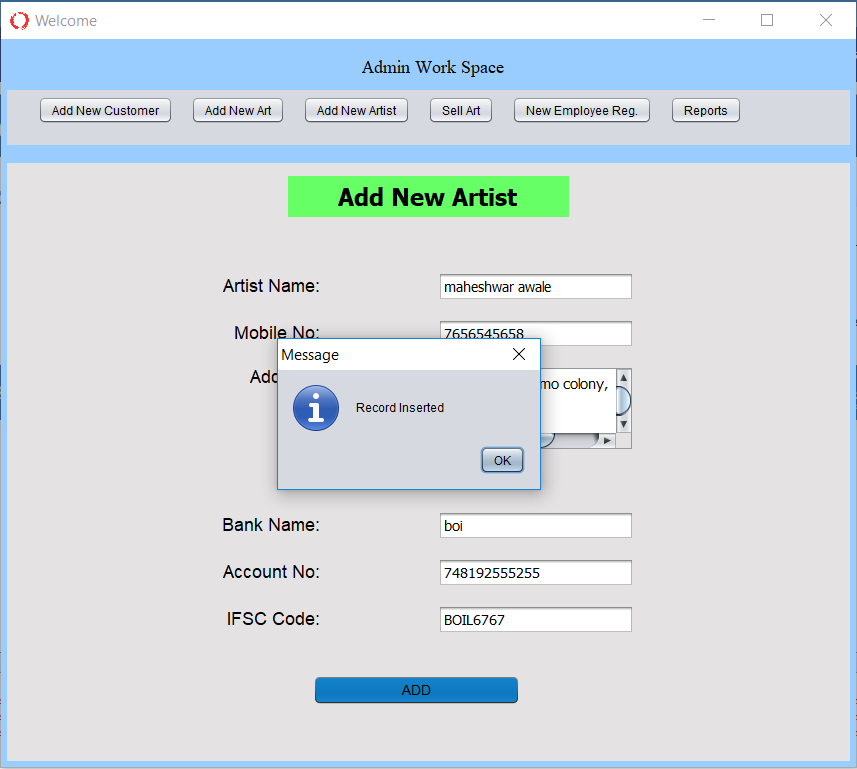 Welcome
Admin Work Space
Add New Customer Add New Art Add New Artist Sell Art New Employee Reg. Reports
Add New Artist
Artist Name: maheshwar awale
Mobile No: 7656545658
Message
Add mo colony,
Record Inserted
OK
Bank Name: boi
Account No: 748192555255
IFSC Code: BOIL6767
ADD